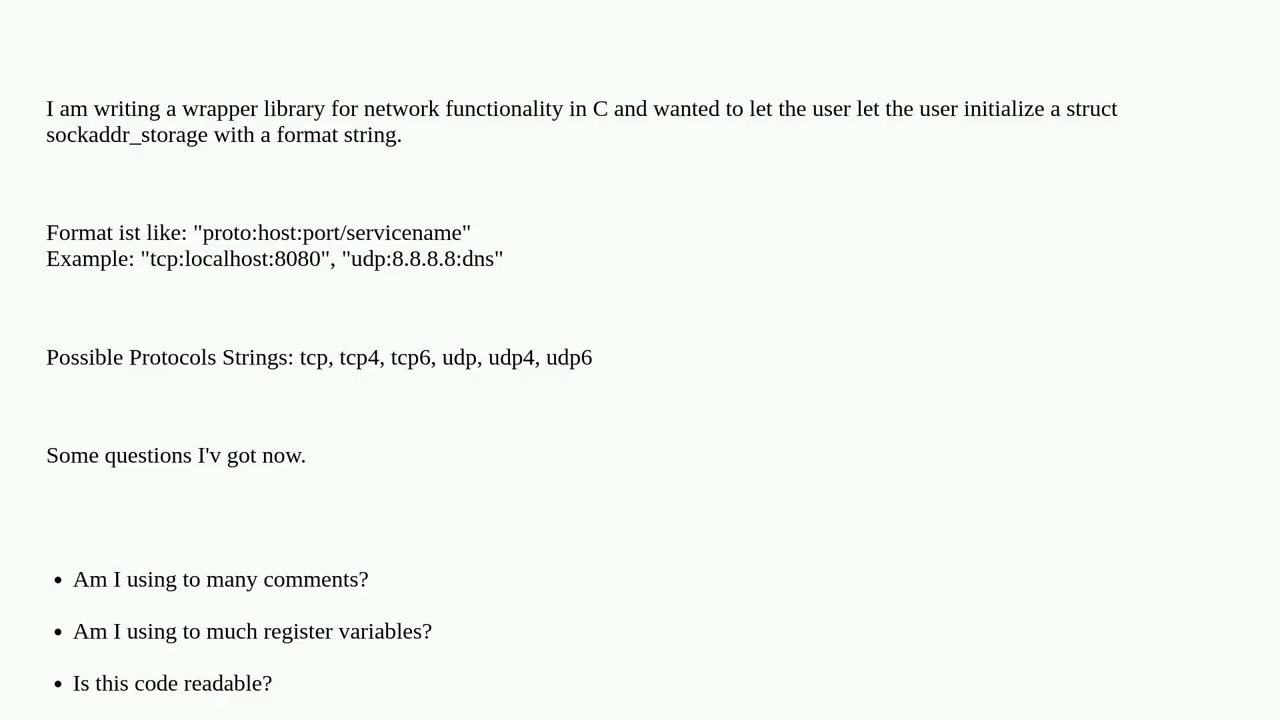 I am writing a wrapper library for network functionality in C and wanted to let the user let the user initialize a struct
sockaddr_storage with a format string.
Format ist like: "proto:host:port/servicename"
Example: "tcp:localhost:8080", "udp:8.8.8.8:dns"
Possible Protocols Strings: tcp, tcp4, tcp6, udp, udp4, udp6
Some questions I'v got now.
• Am I using to many comments?
• Am I using to much register variables?
• Is this code readable?